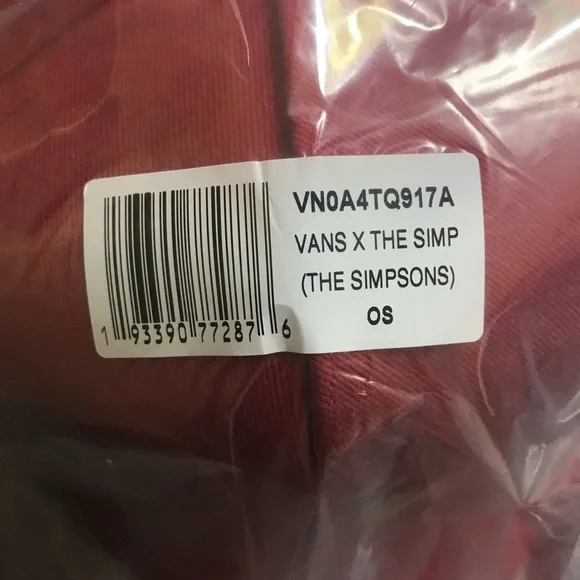 VN0A4TQ917A
VANS X THE SIMP
(THE SIMPSONS)
OS
1 93390 77287 6